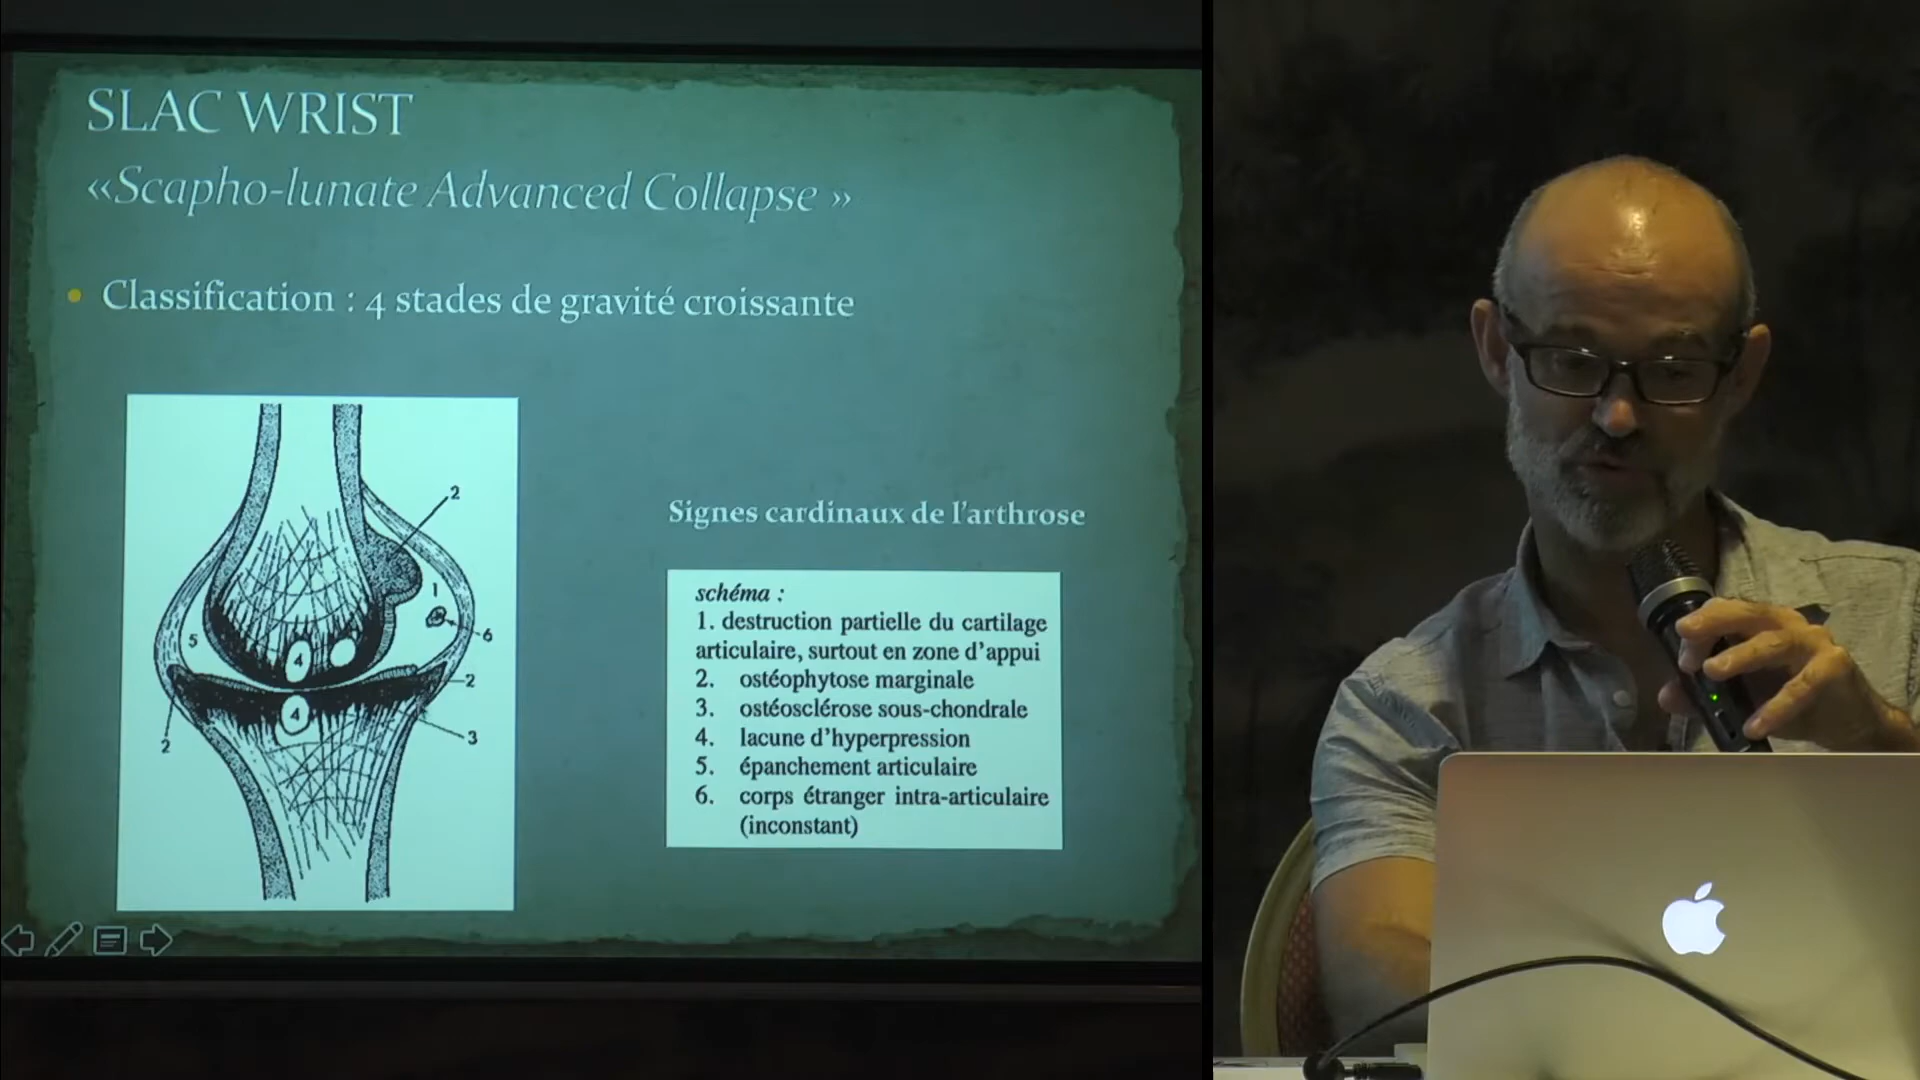 SLAC WRIST
«Scapho-lunate Advanced Collapse »
Classification : 4 stades de gravité croissante
2
1
6
5
4
2
4
3
2
Signes cardinaux de l'arthrose
schéma :
1. destruction partielle du cartilage
articulaire, surtout en zone d'appui
2. ostéophytose marginale
3. ostéosclérose sous-chondrale
4. lacune d'hyperpression
5. épanchement articulaire
6. corps étranger intra-articulaire
(inconstant)